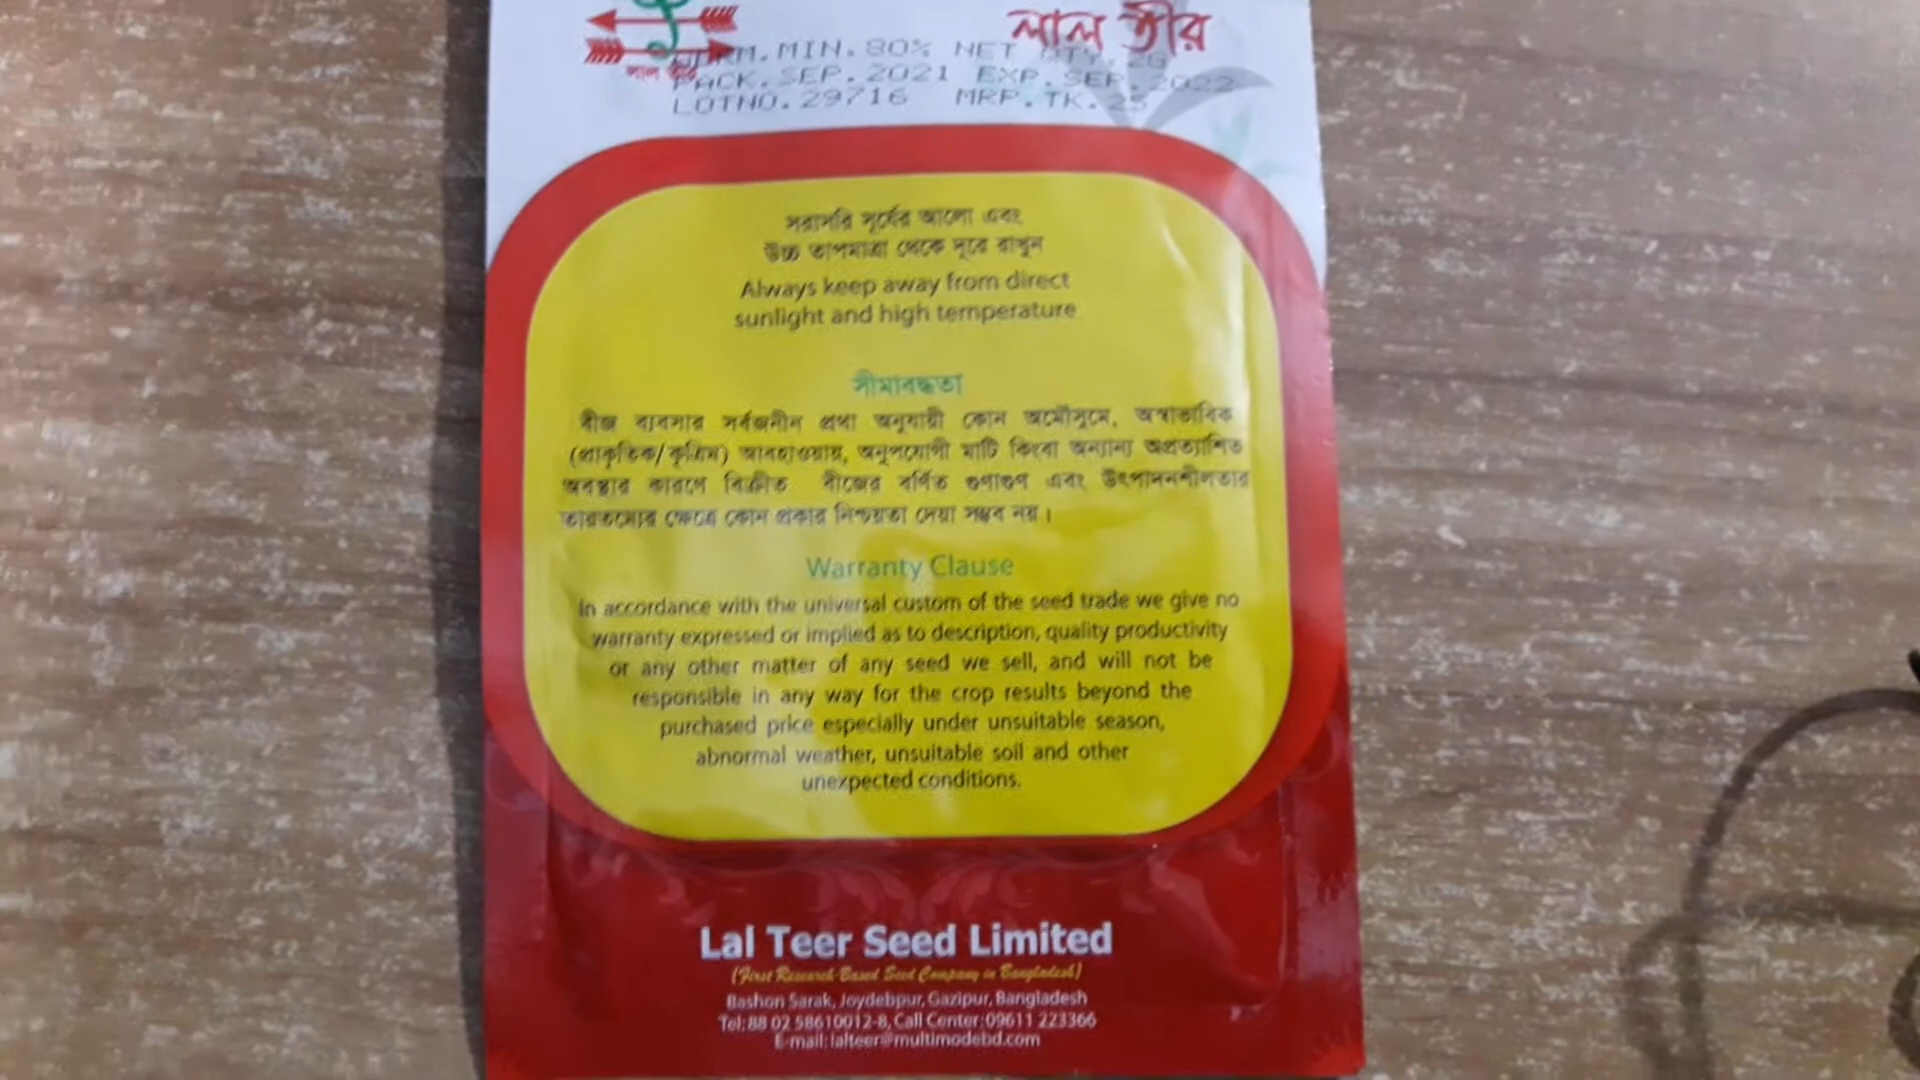 লাল তীর
লাল তীর
GERM.MIN.80% NET QTY.2G
PACK.SEP.2021 EXP.SEP.2022
LOTNO.29716 MRP.TK.25
সরাসরি সূর্যের আলো এবং
উচ্চ তাপমাত্রা থেকে দূরে রাখুন
Always keep away from direct
sunlight and high temperature
সীমাবদ্ধতা
বীজ ব্যবসার সর্বজনীন প্রথা অনুযায়ী কোন অমৌসুমে, অস্বাভাবিক
(প্রাকৃতিক/কৃত্রিম) আবহাওয়ায়, অনুপযোগী মাটি কিংবা অন্যান্য অপ্রত্যাশিত
অবস্থার কারণে বিক্রীত বীজের বর্ণিত গুণাগুণ এবং উৎপাদনশীলতার
তারতম্যের ক্ষেত্রে কোন প্রকার নিশ্চয়তা দেয়া সম্ভব নয়।
Warranty Clause
In accordance with the universal custom of the seed trade we give no
warranty expressed or implied as to description, quality productivity
or any other matter of any seed we sell, and will not be
responsible in any way for the crop results beyond the
purchased price especially under unsuitable season,
abnormal weather, unsuitable soil and other
unexpected conditions.
Lal Teer Seed Limited
(First Research Based Seed Company in Bangladesh)
Bashon Sarak, Joydebpur, Gazipur, Bangladesh
Tel: 88 02 58610012-8, Call Center: 09611 223366
E-mail: lalteer@multimodebd.com